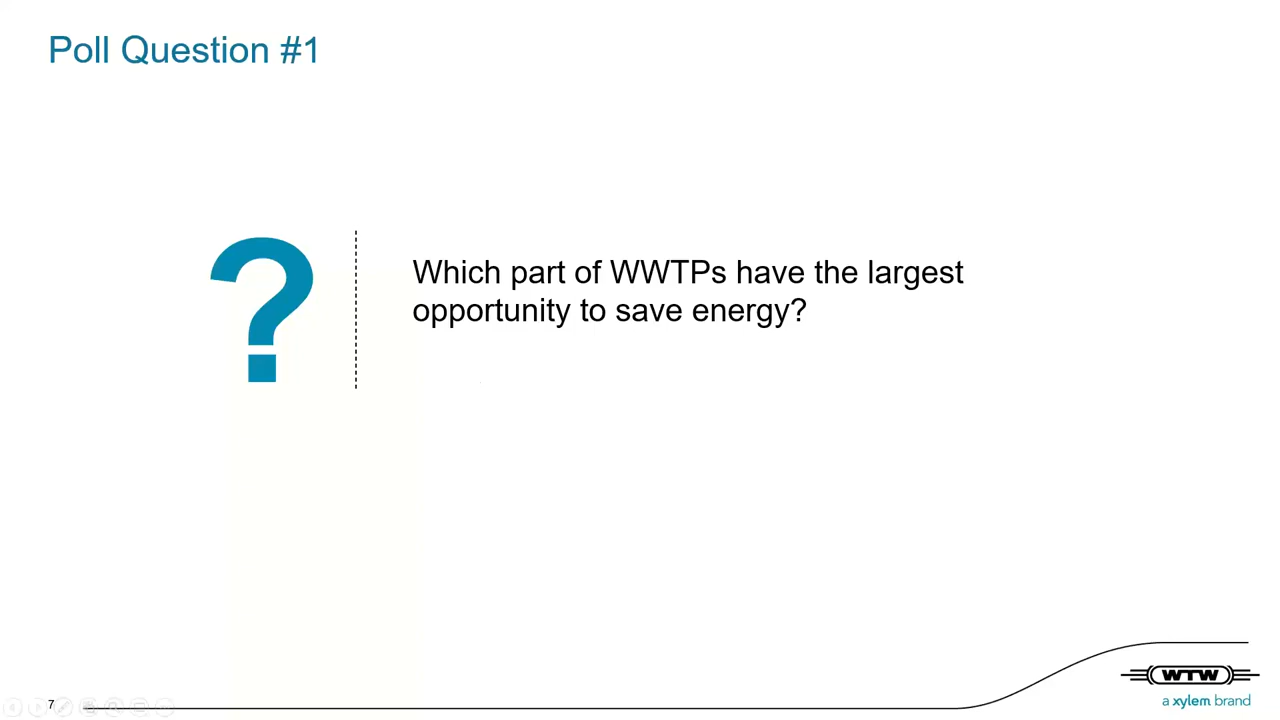 Poll Question #1
?
Which part of WWTPs have the largest
opportunity to save energy?
7
WTW
a xylem brand